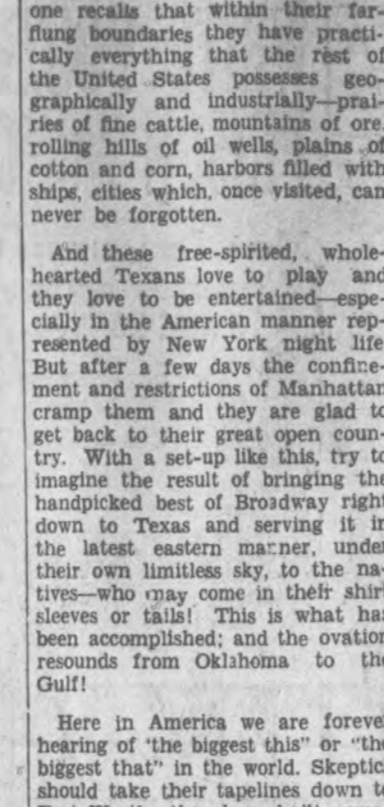 one recalls that within their far-
flung boundaries they have practi-
cally everything that the rest of
the United States possesses geo-
graphically and industrially—prai-
ries of fine cattle, mountains of ore,
rolling hills of oil wells, plains of
cotton and corn, harbors filled with
ships, cities which, once visited, can
never be forgotten.
And these free-spirited, whole-
hearted Texans love to play and
they love to be entertained—espe-
cially in the American manner rep-
resented by New York night life
But after a few days the confine-
ment and restrictions of Manhattan
cramp them and they are glad to
get back to their great open coun-
try. With a set-up like this, try to
imagine the result of bringing the
handpicked best of Broadway right
down to Texas and serving it in
the latest eastern manner, under
their own limitless sky, to the na-
tives—who may come in their shirt
sleeves or tails! This is what has
been accomplished; and the ovation
resounds from Oklahoma to the
Gulf!
Here in America we are foreve
hearing of 'the biggest this" or "the
biggest that" in the world. Skeptic
should take their tapelines down t